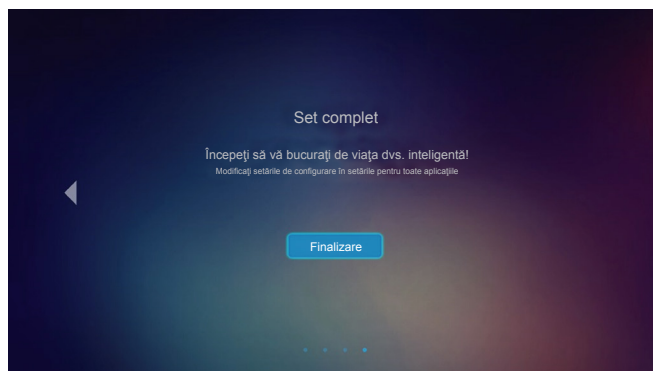 Set complet
Începeţi să vă bucuraţi de viaţa dvs. inteligentă!
Modificaţi setările de configurare în setările pentru toate aplicaţiile
Finalizare